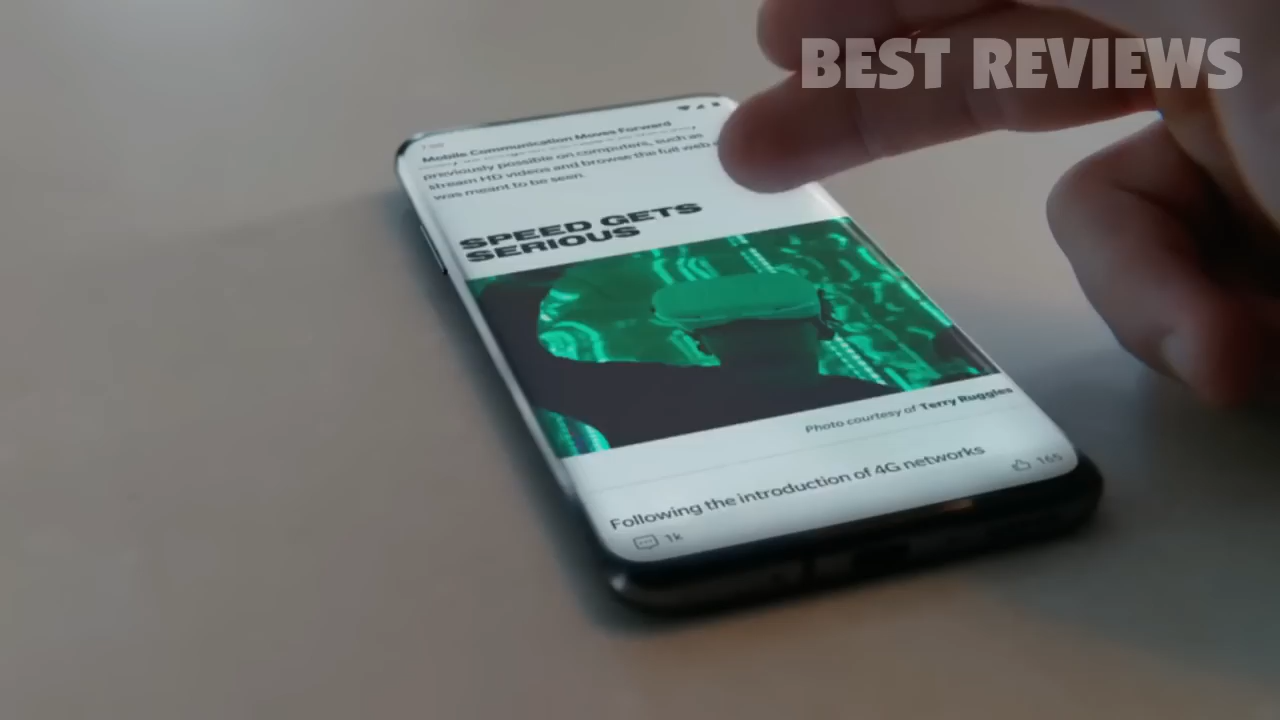 BEST REVIEWS
Mobile Communication Moves Forward
previously possible on computers, such as
stream HD videos and browse the full web
was meant to be seen.
SPEED GETS
SERIOUS
Photo courtesy of Terry Ruggles
Following the introduction of 4G networks
165
1k